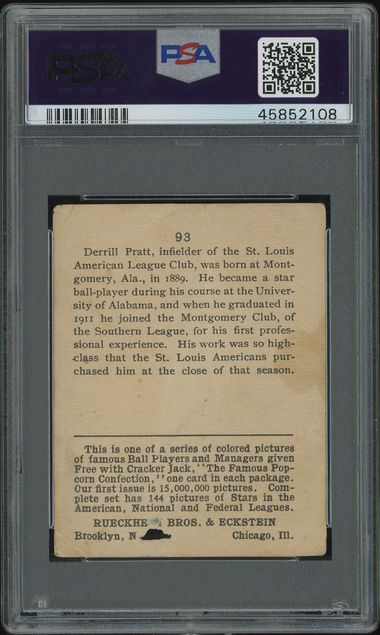 PSA
PSA
45852108
93
Derrill Pratt, infielder of the St. Louis
American League Club, was born at Mont-
gomery, Ala., in 1889. He became a star
ball-player during his course at the Univer-
sity of Alabama, and when he graduated in
1911 he joined the Montgomery Club, of
the Southern League, for his first profes-
sional experience. His work was so high-
class that the St. Louis Americans pur-
chased him at the close of that season.
This is one of a series of colored pictures
of famous Ball Players and Managers given
Free with Cracker Jack, "The Famous Pop-
corn Confection," one card in each package.
Our first issue is 15,000,000 pictures. Com-
plete set has 144 pictures of Stars in the
American, National and Federal Leagues.
RUECKHE BROS. & ECKSTEIN
Brooklyn, N Chicago, Ill.